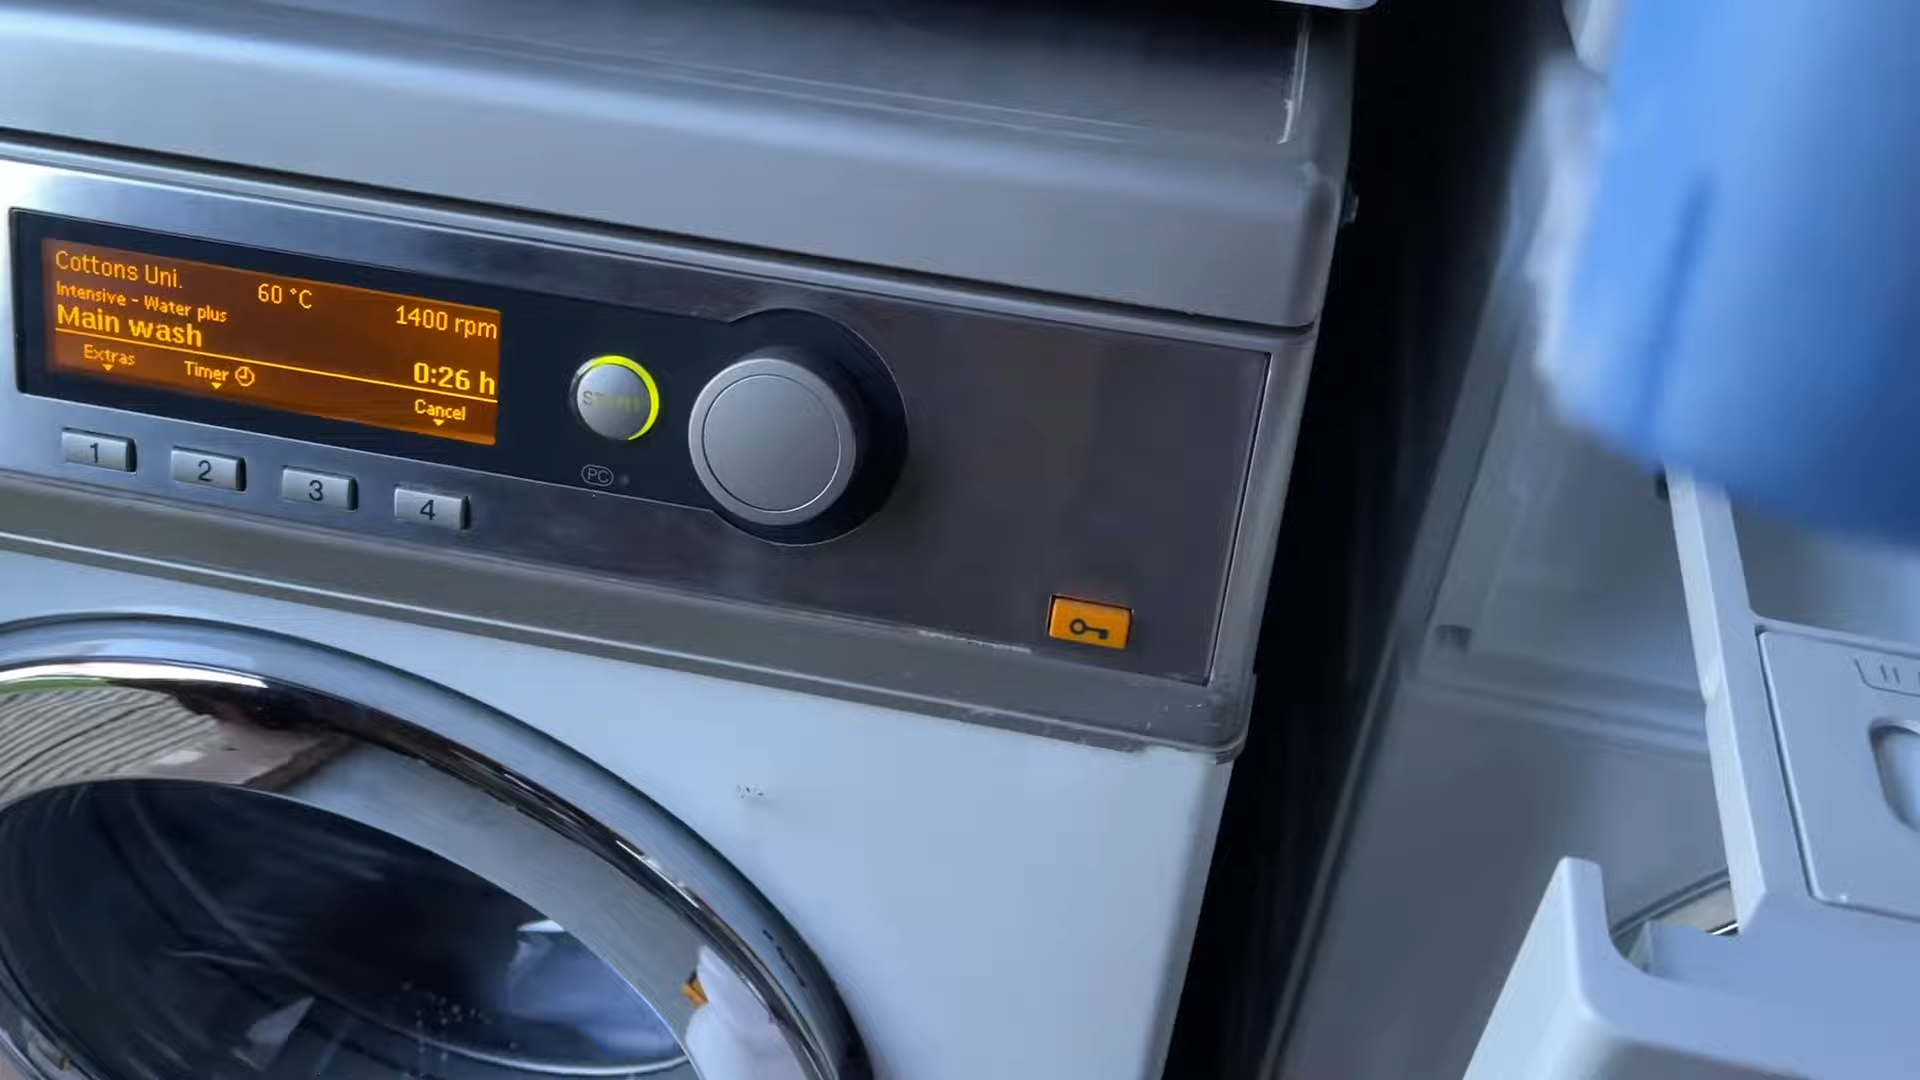 Cottons Uni. 60 °C 1400 rpm
Intensive - Water plus
Main wash 0:26 h
Extras Timer Cancel
START
PC
1 2 3 4